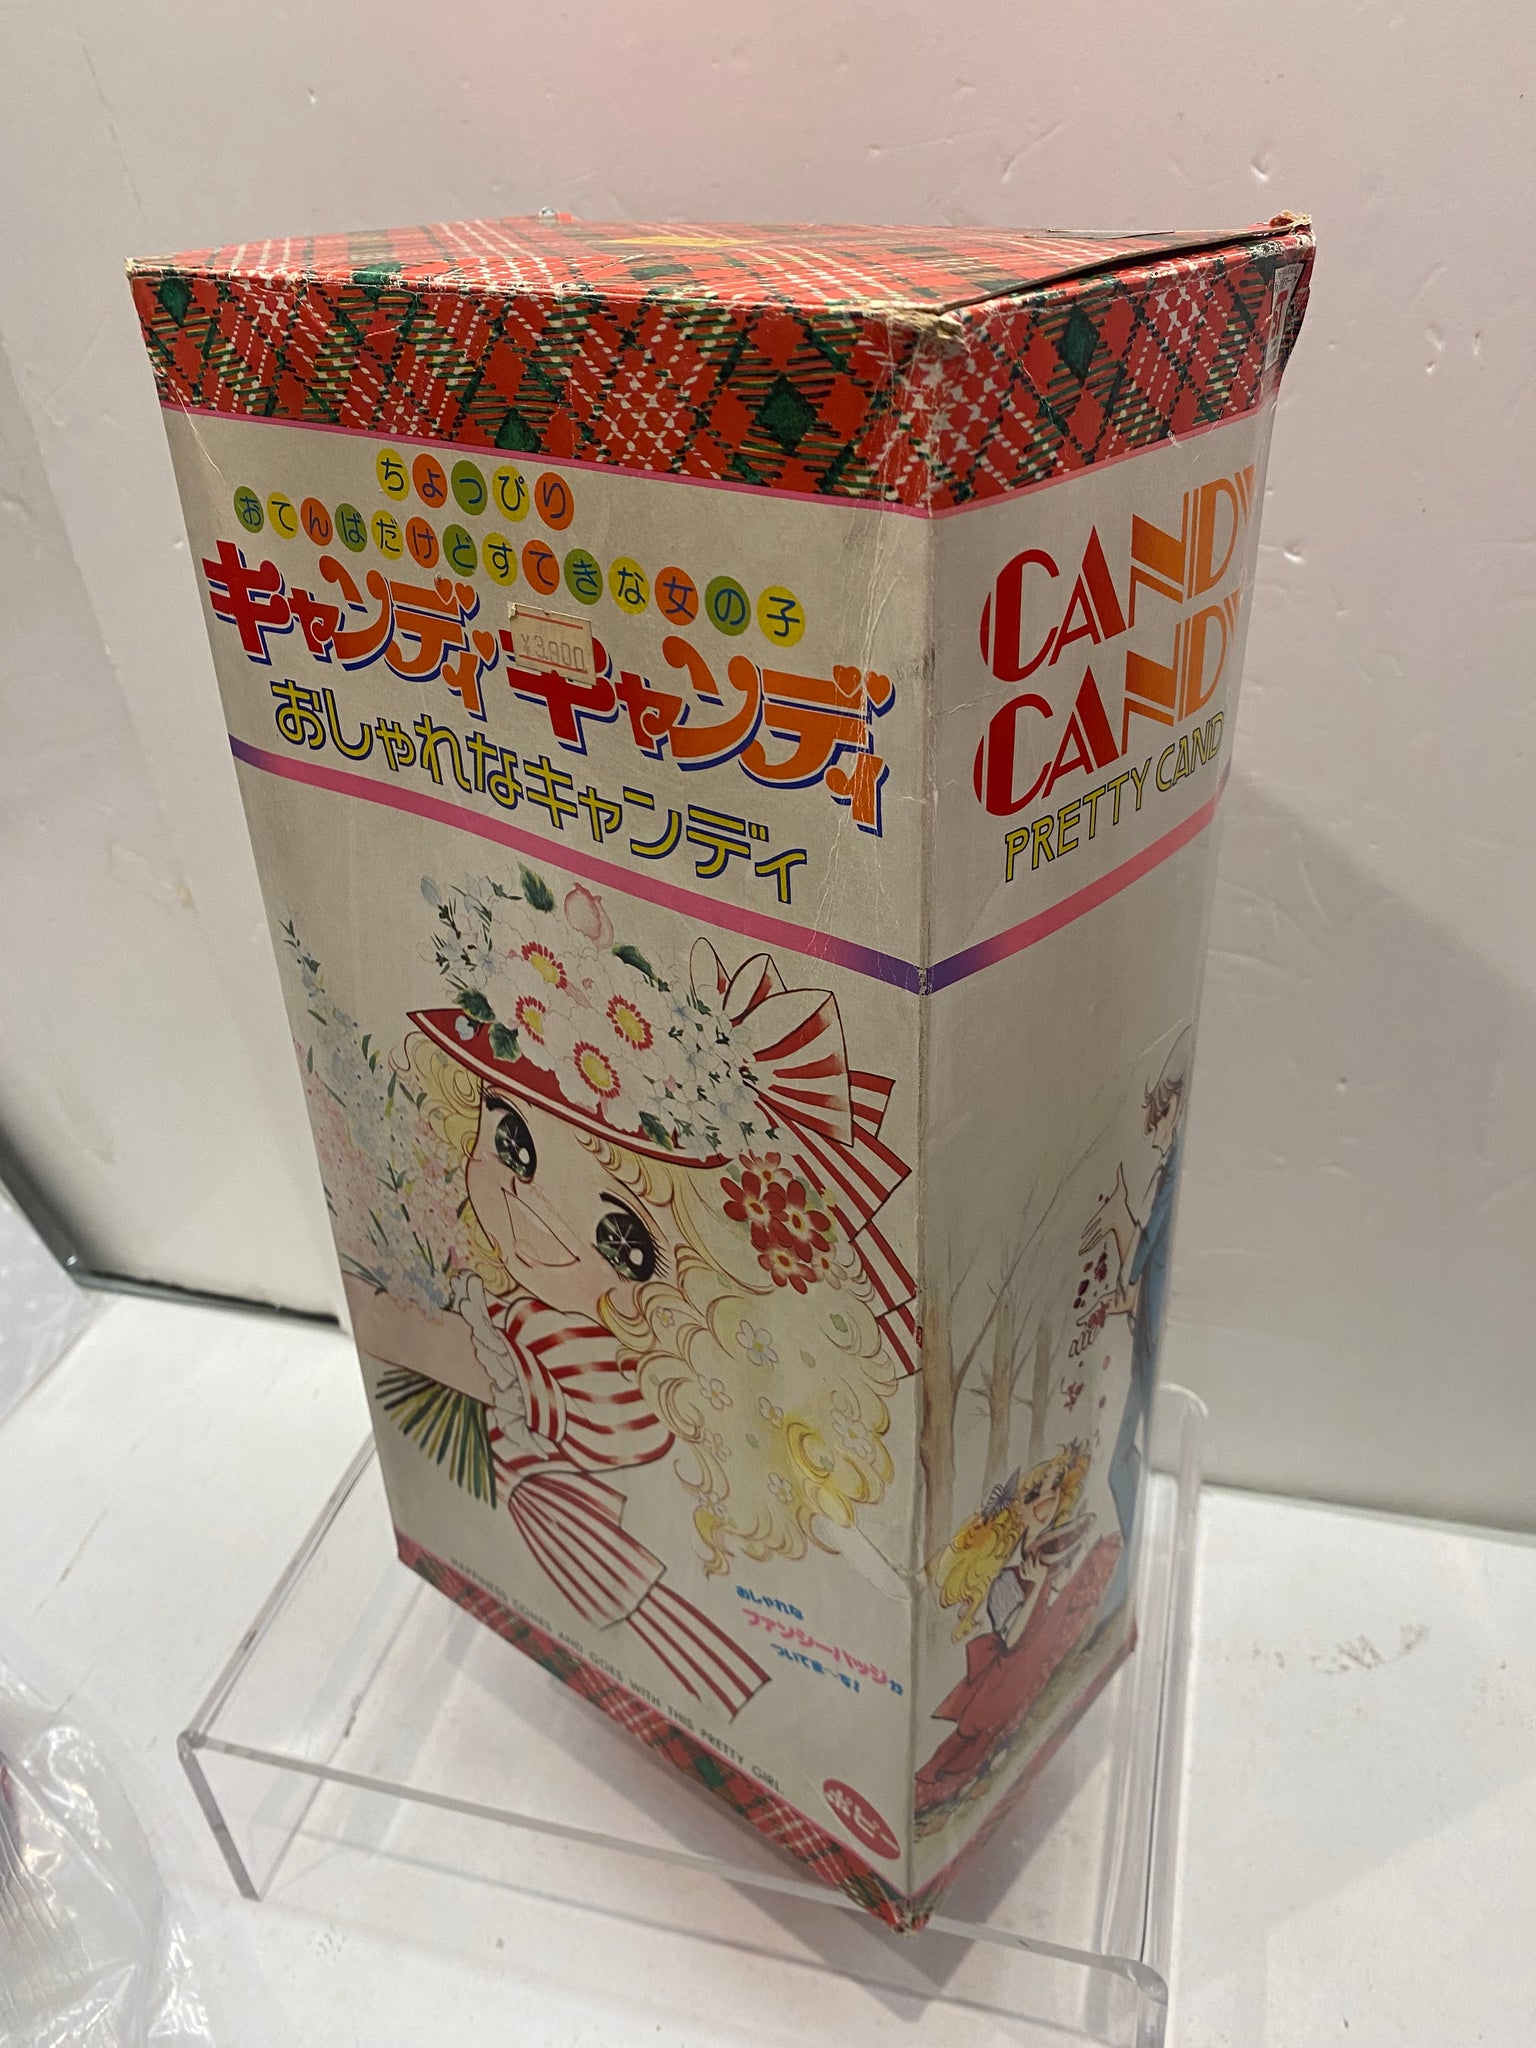 ちょっぴり
おてんばだけどすてきな女の子
キャンディキャンディ
¥3,900
おしゃれなキャンディ
おしゃれな
ファンシーバッジが
ついてま〜す!
HAPPINESS COMES AND GOES WITH THIS PRETTY GIRL.
ポピー
CANDY
CANDY
PRETTY CAND